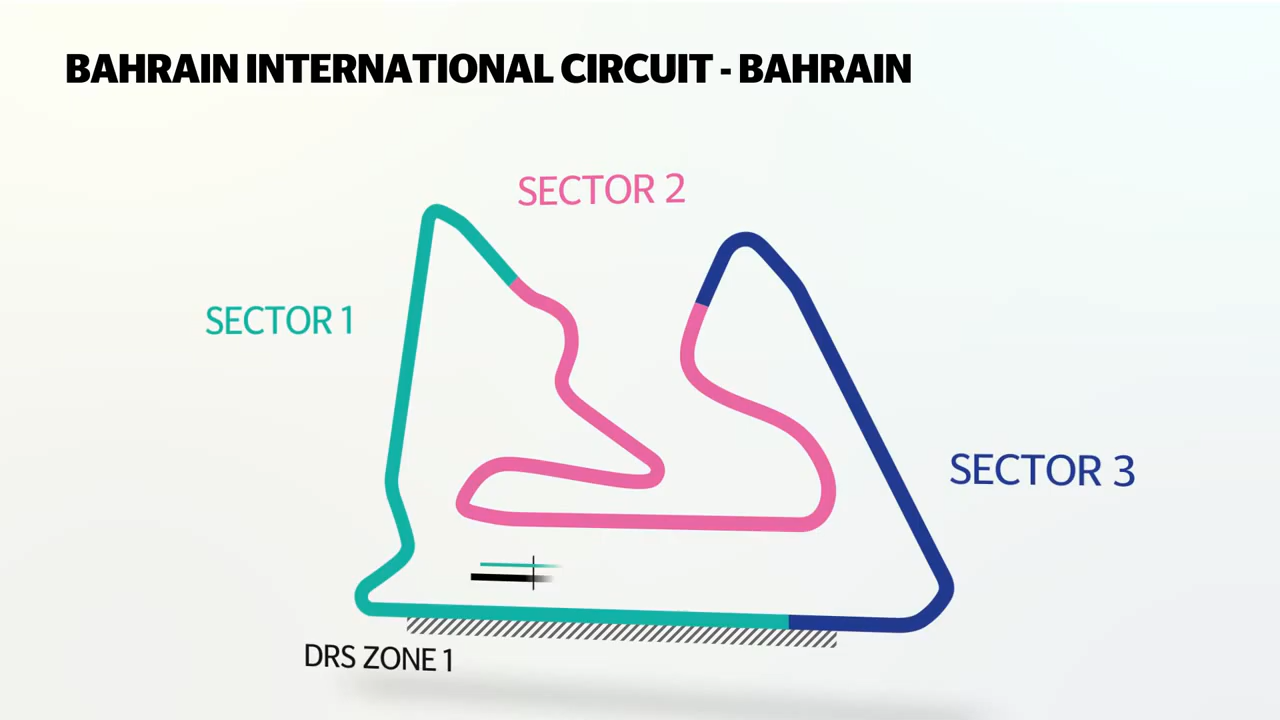 BAHRAIN INTERNATIONAL CIRCUIT - BAHRAIN
SECTOR 2
SECTOR 1
SECTOR 3
DRS ZONE 1